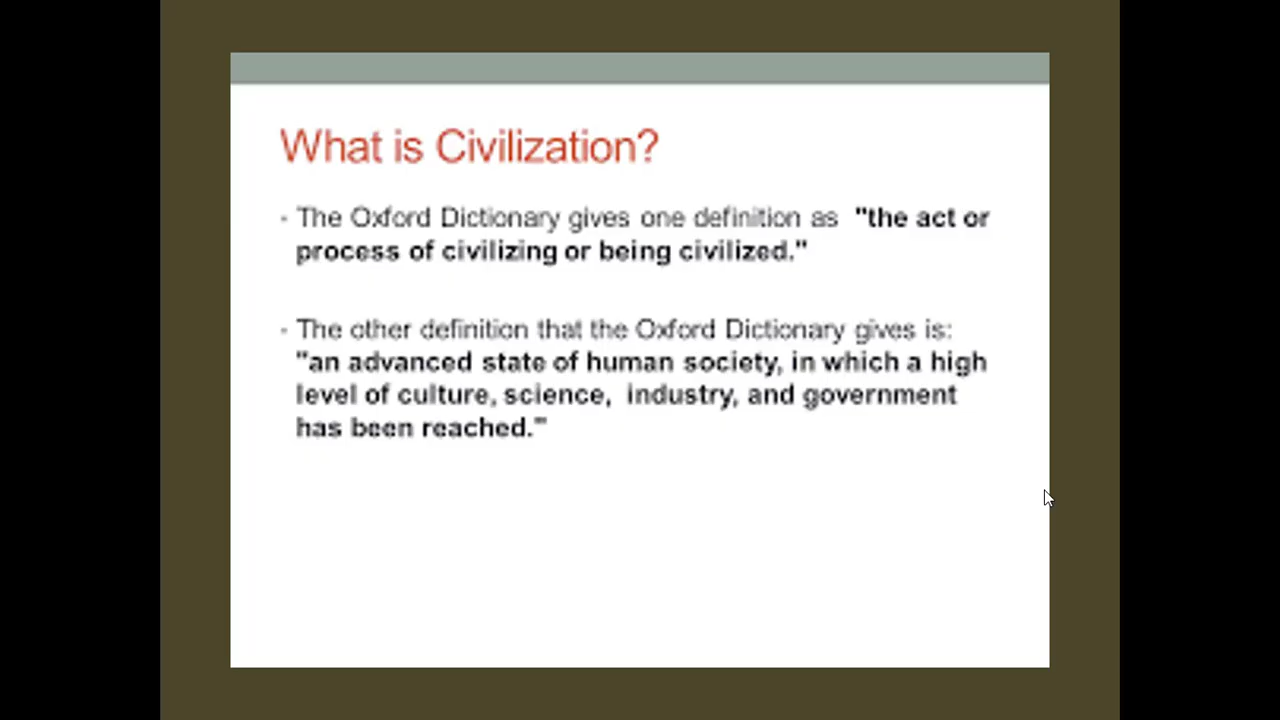 What is Civilization?
· The Oxford Dictionary gives one definition as "the act or
process of civilizing or being civilized."
· The other definition that the Oxford Dictionary gives is:
"an advanced state of human society, in which a high
level of culture, science, industry, and government
has been reached."